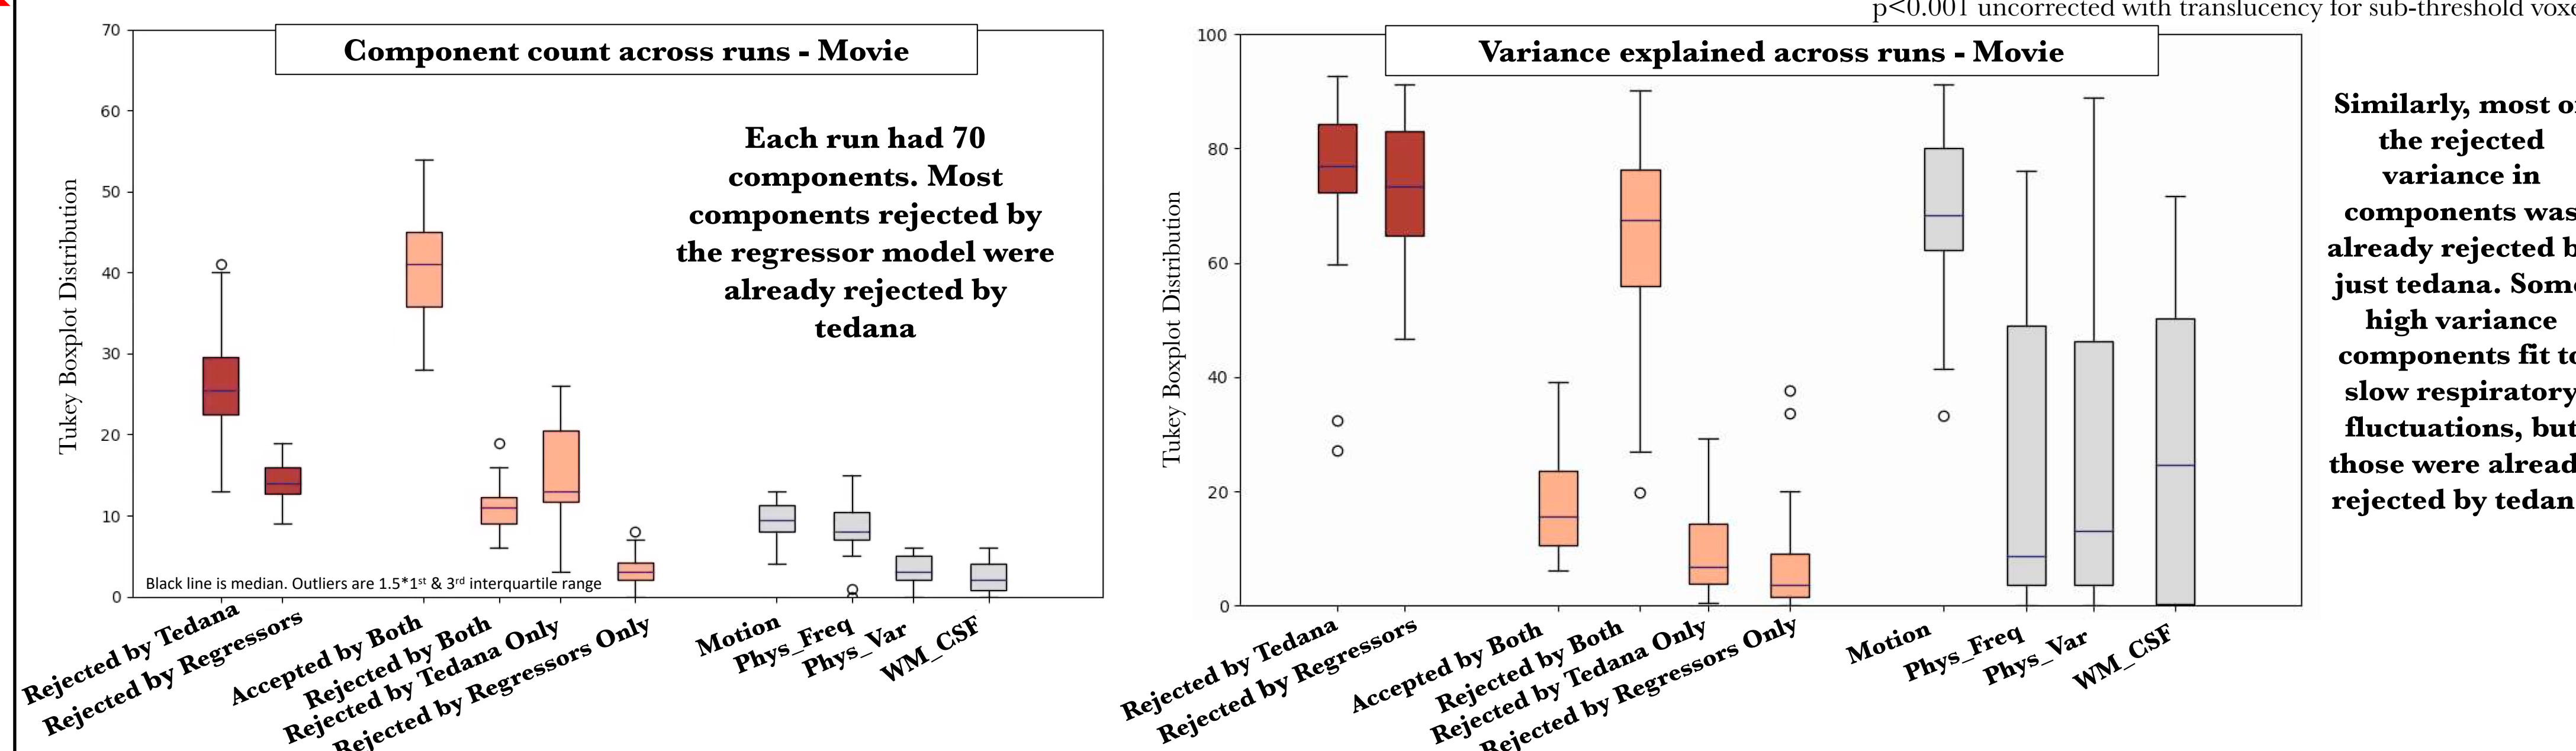 p<0.001 uncorrected with translucency for sub-threshold
Component count across runs - Movie
Tukey Boxplot Distribution
70
60
50
40
30
20
10
0
Each run had 70
components. Most
components rejected by
the regressor model were
already rejected by
tedana
Black line is median. Outliers are 1.5*1st & 3rd interquartile range
Rejected by Tedana
Rejected by Regressors
Accepted by Both
Rejected by Both
Rejected by Tedana Only
Rejected by Regressors Only
Motion
Phys_Freq
Phys_Var
WM_CSF
Variance explained across runs - Movie
Tukey Boxplot Distribution
100
80
60
40
20
0
Rejected by Tedana
Rejected by Regressors
Accepted by Both
Rejected by Both
Rejected by Tedana Only
Rejected by Regressors Only
Motion
Phys_Freq
Phys_Var
WM_CSF
Similarly, most
the rejected
variance in
components was
already rejected
just tedana.
high variance
components fit
slow respiratory
fluctuations, but
those were
rejected by